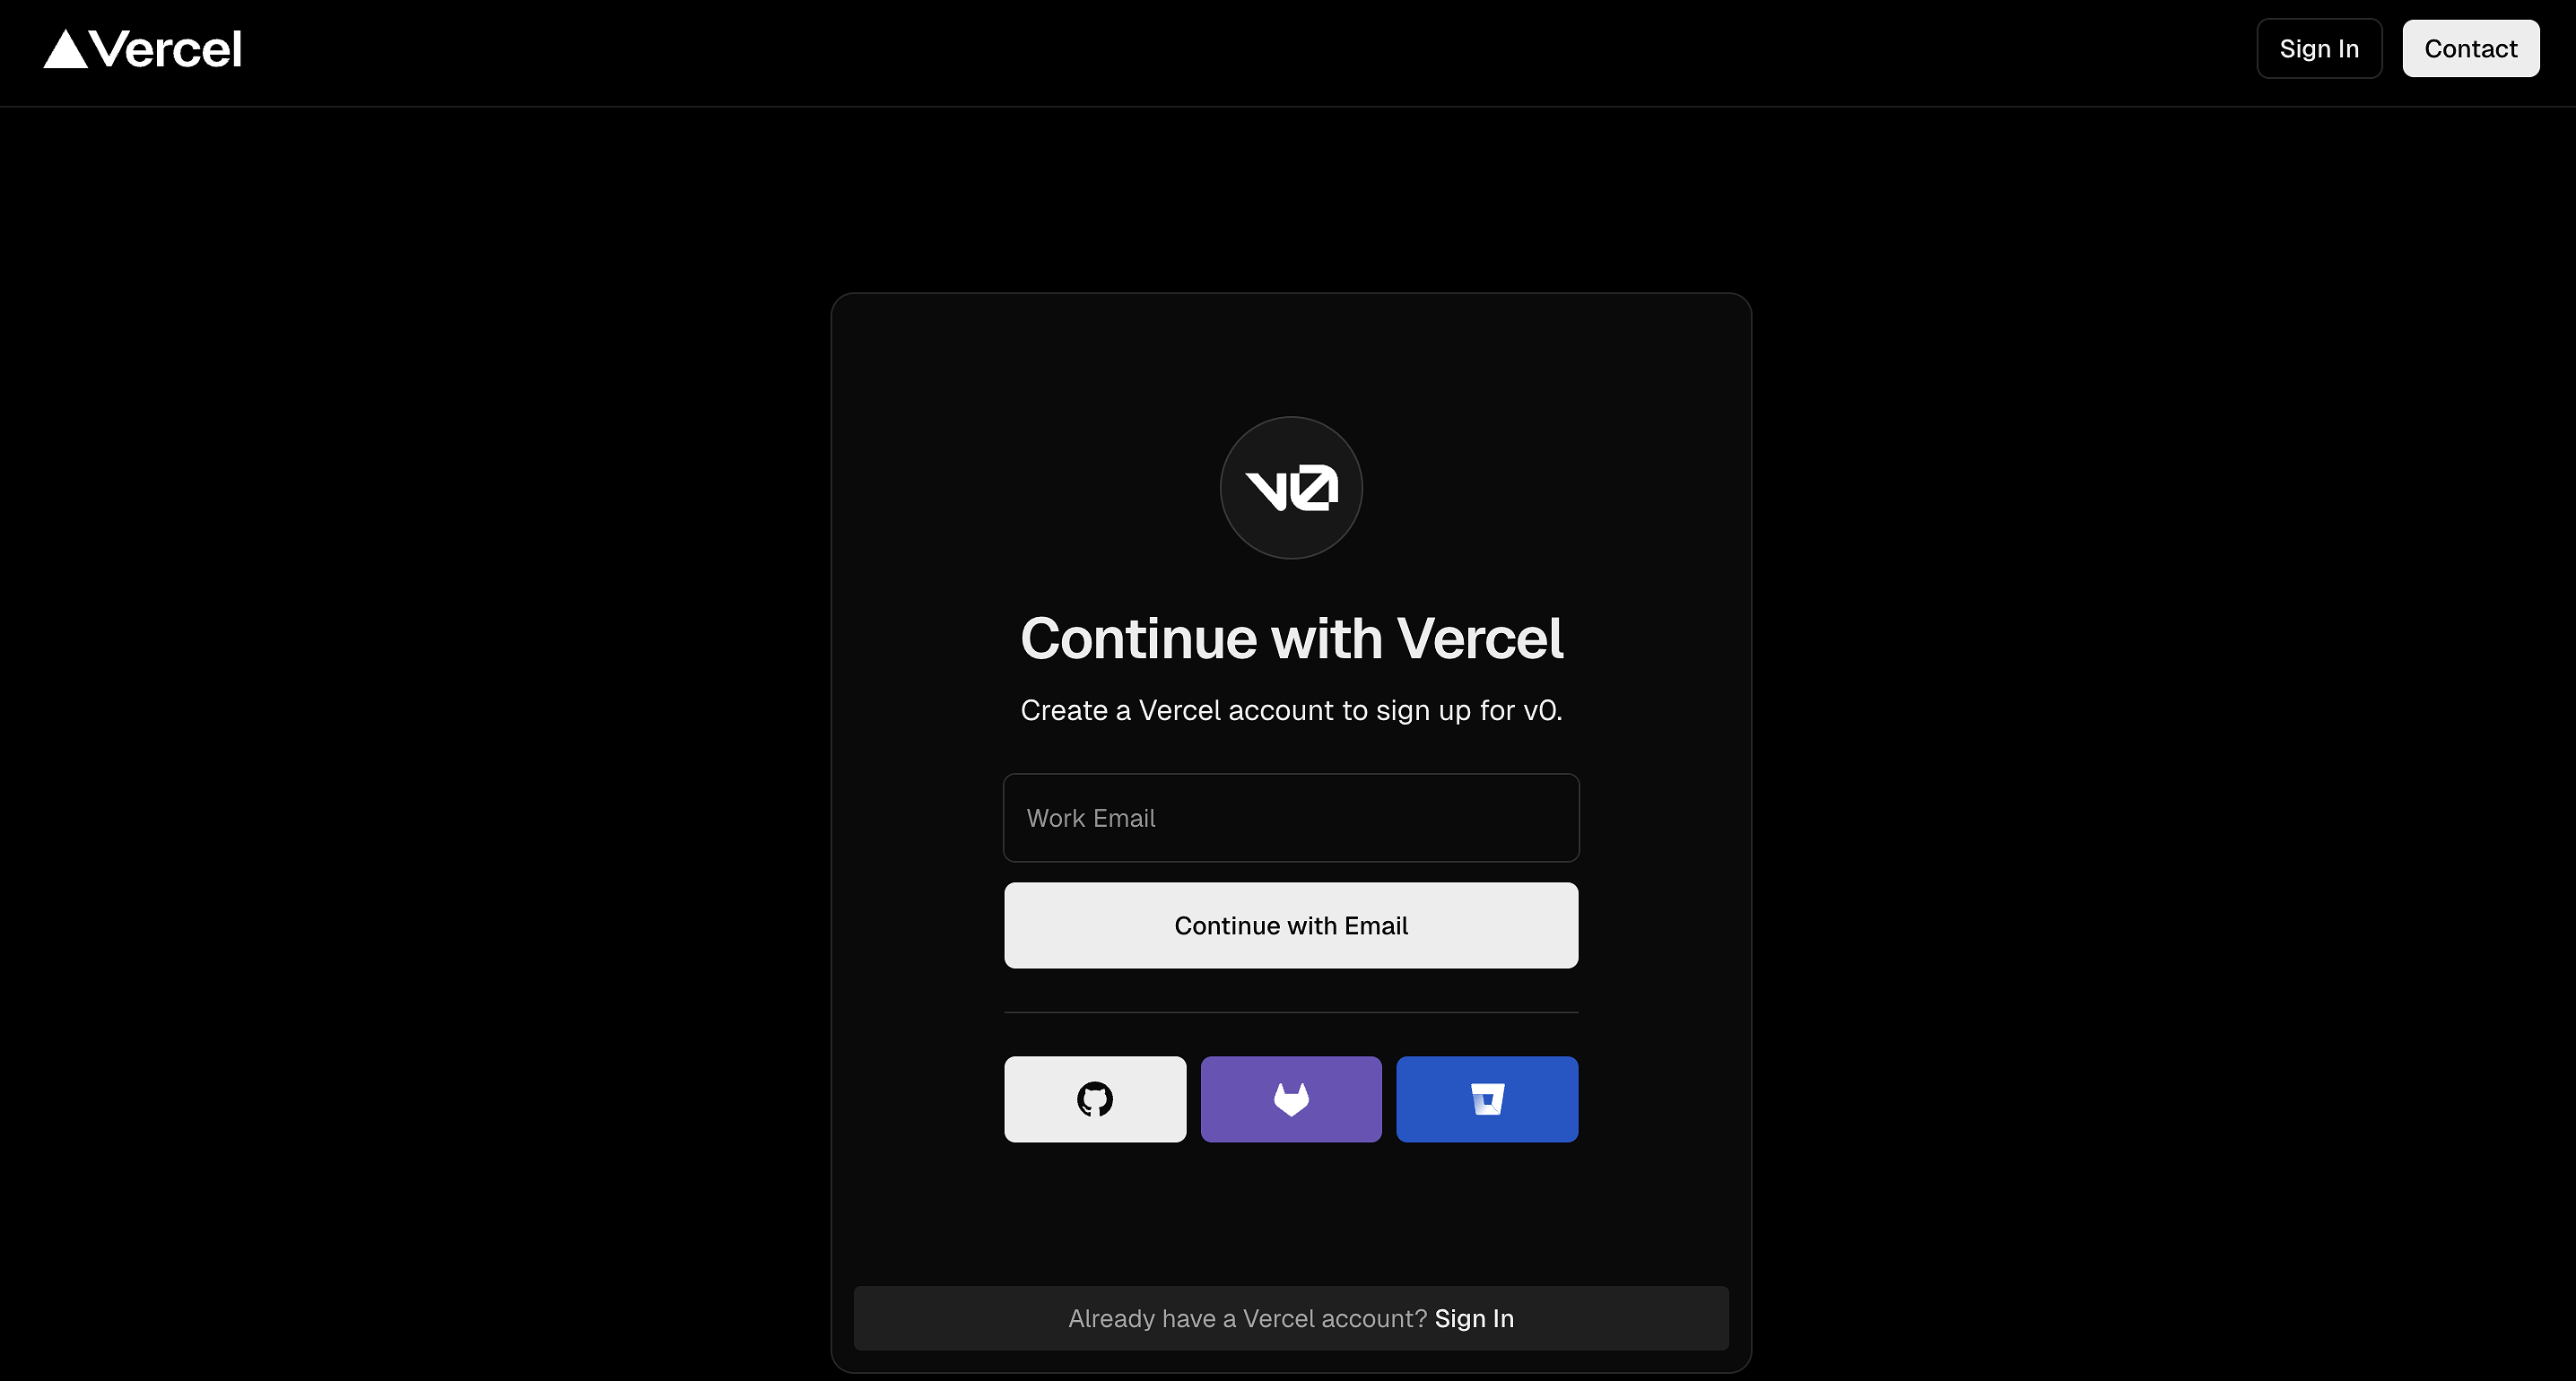 Vercel
Sign In
Contact
v0
Continue with Vercel
Create a Vercel account to sign up for v0.
Work Email
Continue with Email
Already have a Vercel account? Sign In